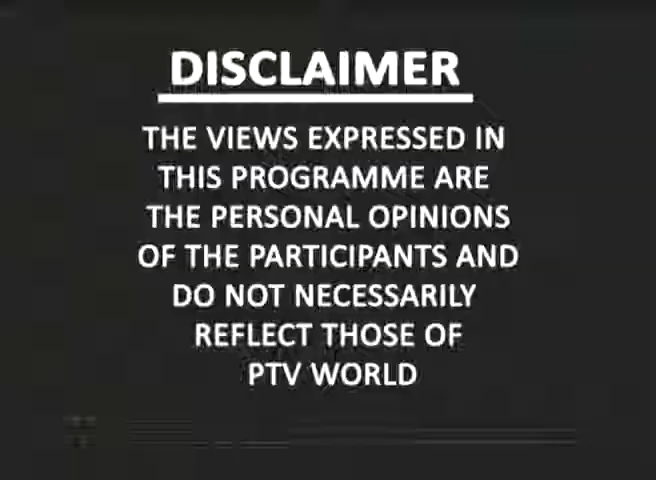 DISCLAIMER
THE VIEWS EXPRESSED IN
THIS PROGRAMME ARE
THE PERSONAL OPINIONS
OF THE PARTICIPANTS AND
DO NOT NECESSARILY
REFLECT THOSE OF
PTV WORLD